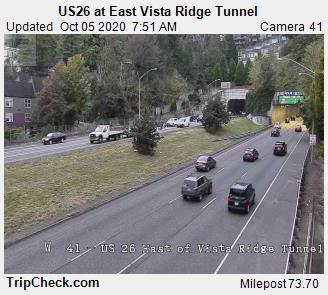 US26 at East Vista Ridge Tunnel
Updated Oct 05 2020 7:51 AM Camera 41
W 41 - US 26 East of Vista Ridge Tunnel
TripCheck.com Milepost 73.70